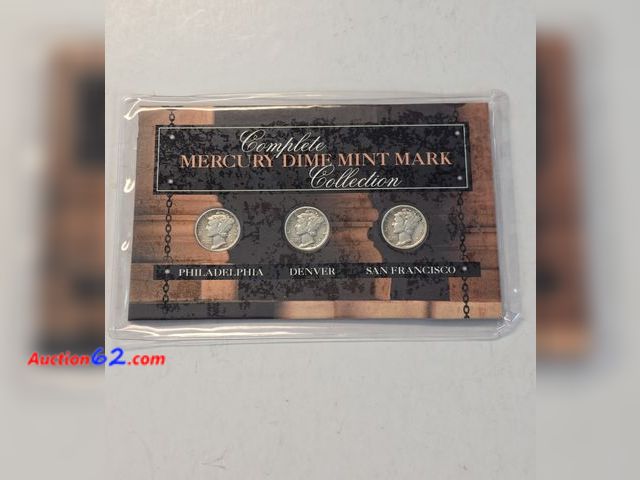 Complete
MERCURY DIME MINT MARK
Collection
PHILADELPHIA DENVER SAN FRANCISCO
Auction62.com